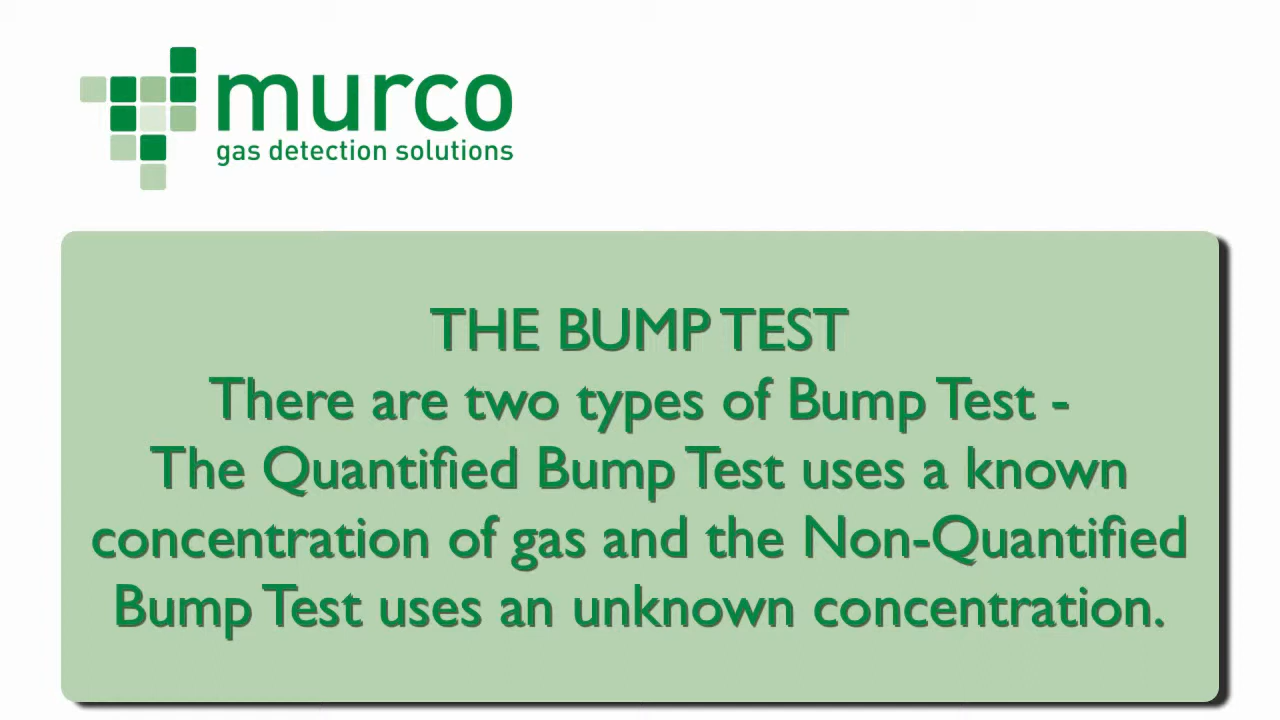 murco
gas detection solutions
THE BUMP TEST
There are two types of Bump Test -
The Quantified Bump Test uses a known
concentration of gas and the Non-Quantified
Bump Test uses an unknown concentration.